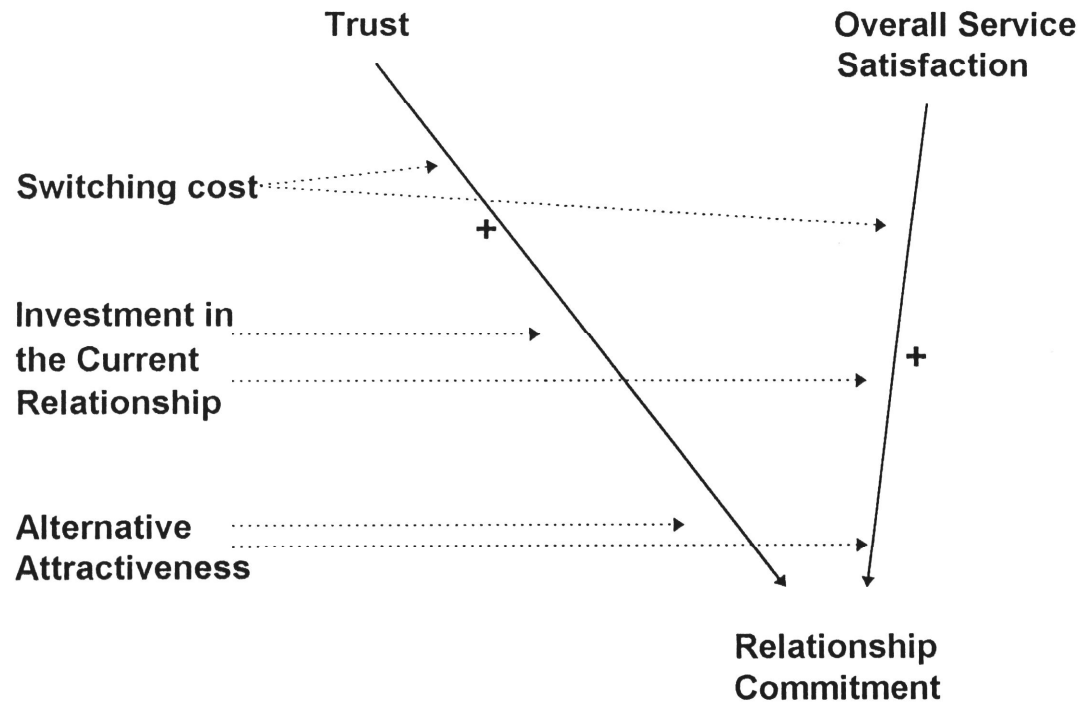 Trust
Overall Service
Satisfaction
Switching cost
+
Investment in
the Current
Relationship
+
Alternative
Attractiveness
Relationship
Commitment